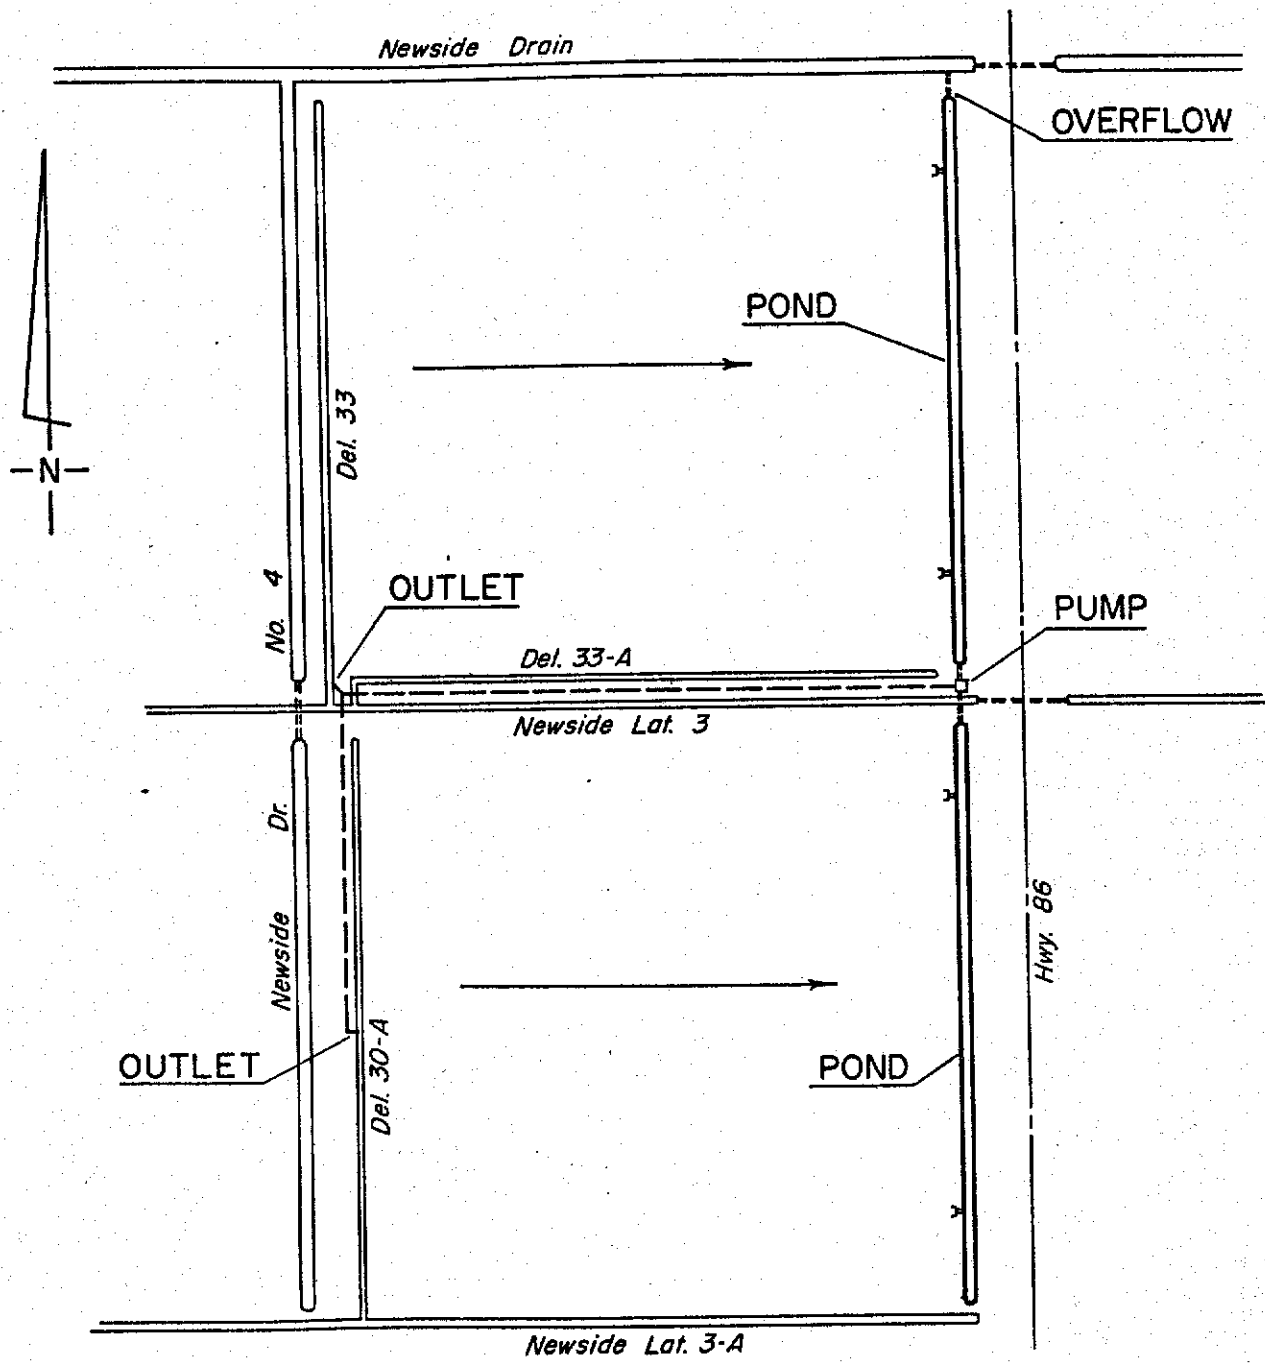 Newside Drain
OVERFLOW
POND
Del. 33
N
No. 4
OUTLET
PUMP
Del. 33-A
Newside Lat. 3
Newside Dr.
Hwy. 86
OUTLET
Del. 30-A
POND
Newside Lat. 3-A